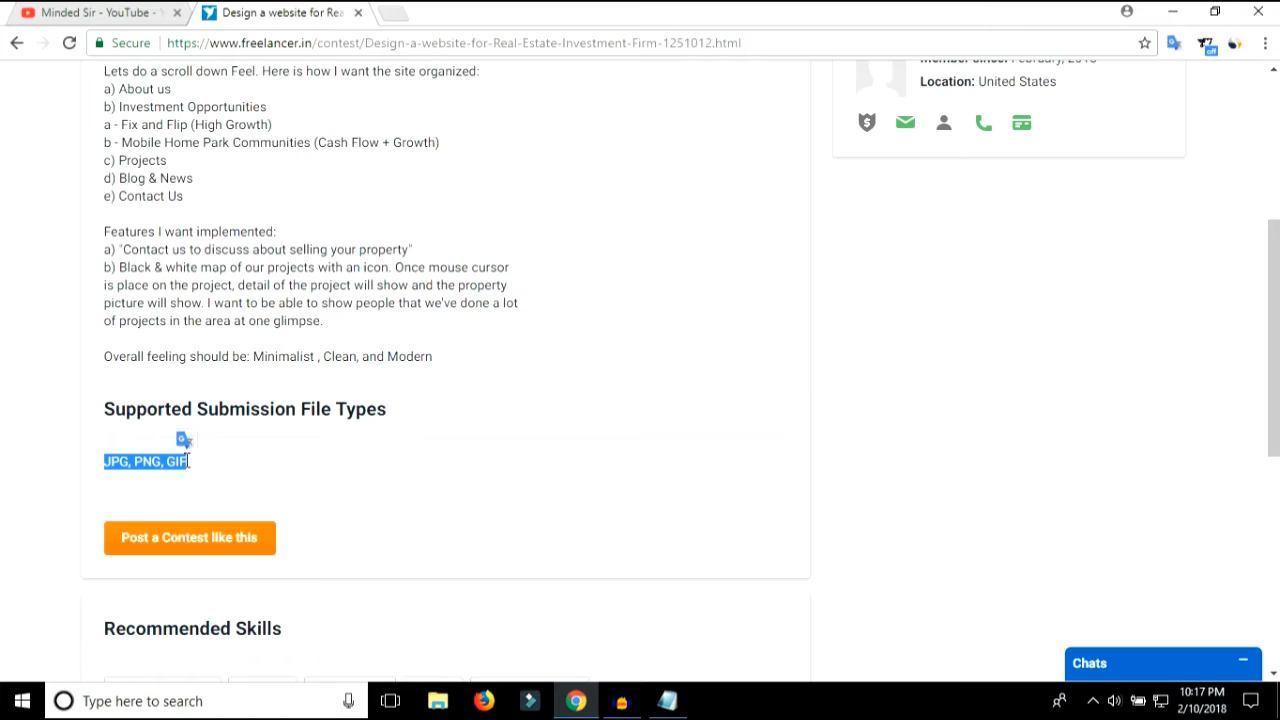 Minded Sir - YouTube -
Design a website for Rea
Secure
https://www.freelancer.in/contest/Design-a-website-for-Real-Estate-Investment-Firm-1251012.html
off
Lets do a scroll down Feel. Here is how I want the site organized:
a) About us
b) Investment Opportunities
a - Fix and Flip (High Growth)
b - Mobile Home Park Communities (Cash Flow + Growth)
c) Projects
d) Blog & News
e) Contact Us
Features I want implemented:
a) "Contact us to discuss about selling your property"
b) Black & white map of our projects with an icon. Once mouse cursor
is place on the project, detail of the project will show and the property
picture will show. I want to be able to show people that we've done a lot
of projects in the area at one glimpse.
Overall feeling should be: Minimalist , Clean, and Modern
Supported Submission File Types
JPG, PNG, GIF
Post a Contest like this
Recommended Skills
Location: United States
Chats
Type here to search
10:17 PM
2/10/2018